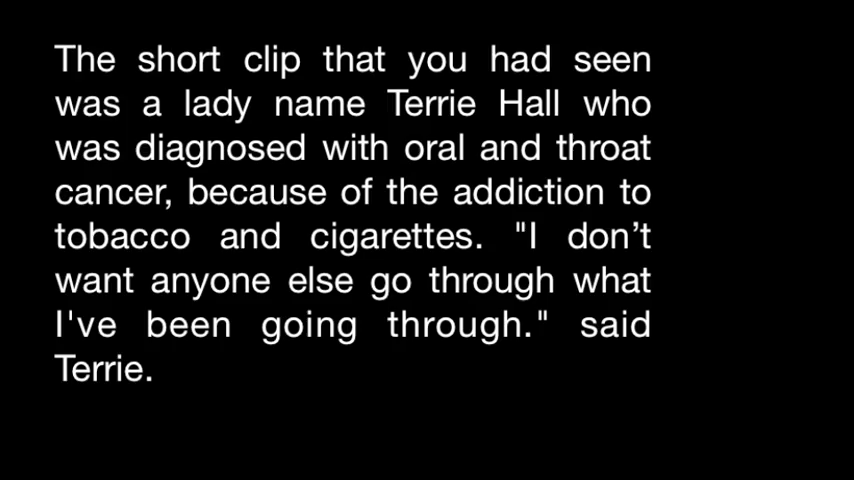 The short clip that you had seen
was a lady name Terrie Hall who
was diagnosed with oral and throat
cancer, because of the addiction to
tobacco and cigarettes. "I don’t
want anyone else go through what
I've been going through." said
Terrie.